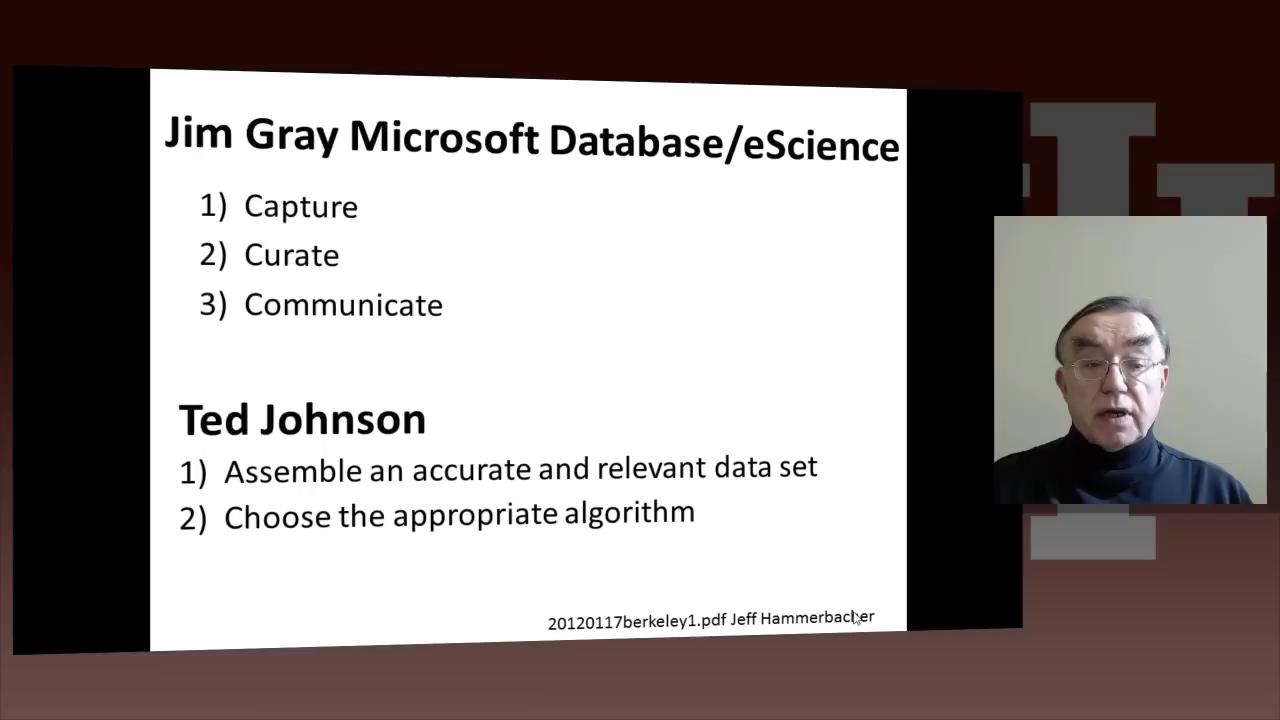 Jim Gray Microsoft Database/eScience
1) Capture
2) Curate
3) Communicate
Ted Johnson
1) Assemble an accurate and relevant data set
2) Choose the appropriate algorithm
20120117berkeley1.pdf Jeff Hammerbacher